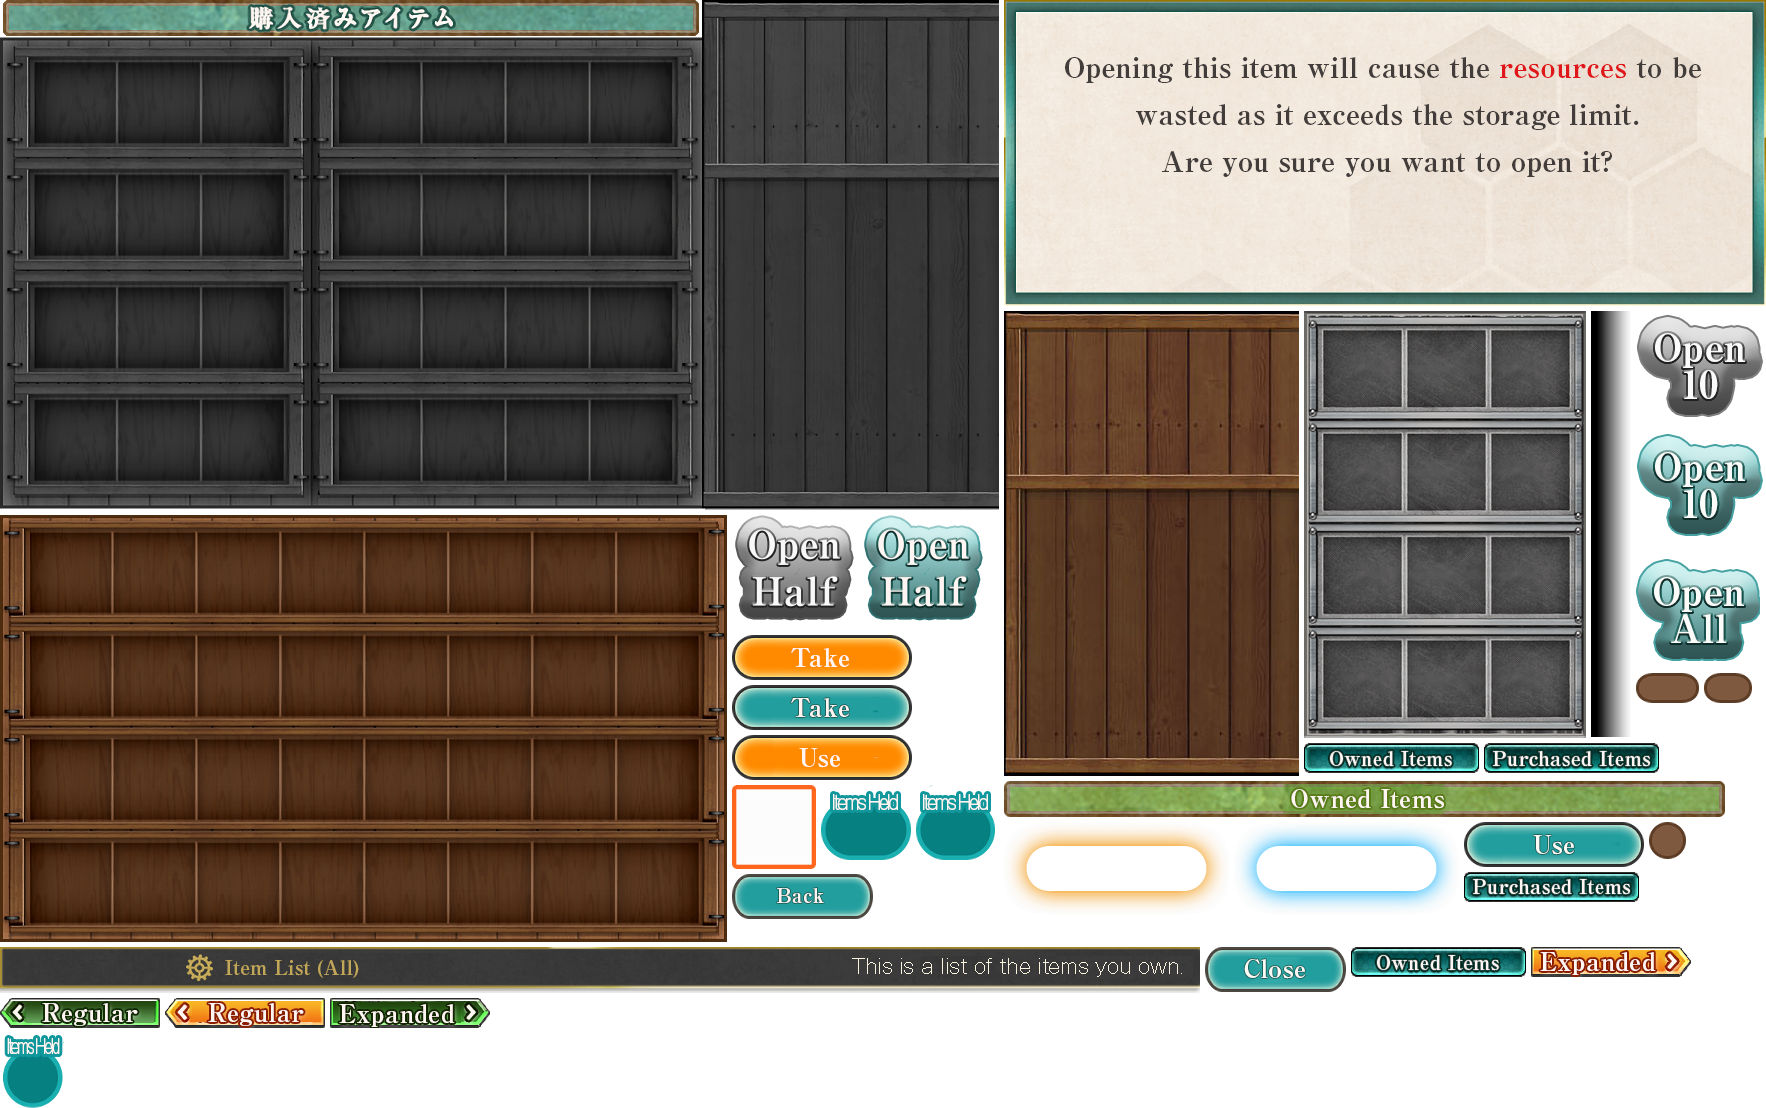 購入済みアイテム
Opening this item will cause the resources to be
wasted as it exceeds the storage limit.
Are you sure you want to open it?
Open
10
Open
10
Open
All
Open
Half
Open
Half
Take
Take
Use
Items Held
Items Held
Back
Owned Items
Purchased Items
Owned Items
Use
Purchased Items
Item List (All)
This is a list of the items you own.
Close
Owned Items
Expanded
Regular
Regular
Expanded
Items Held